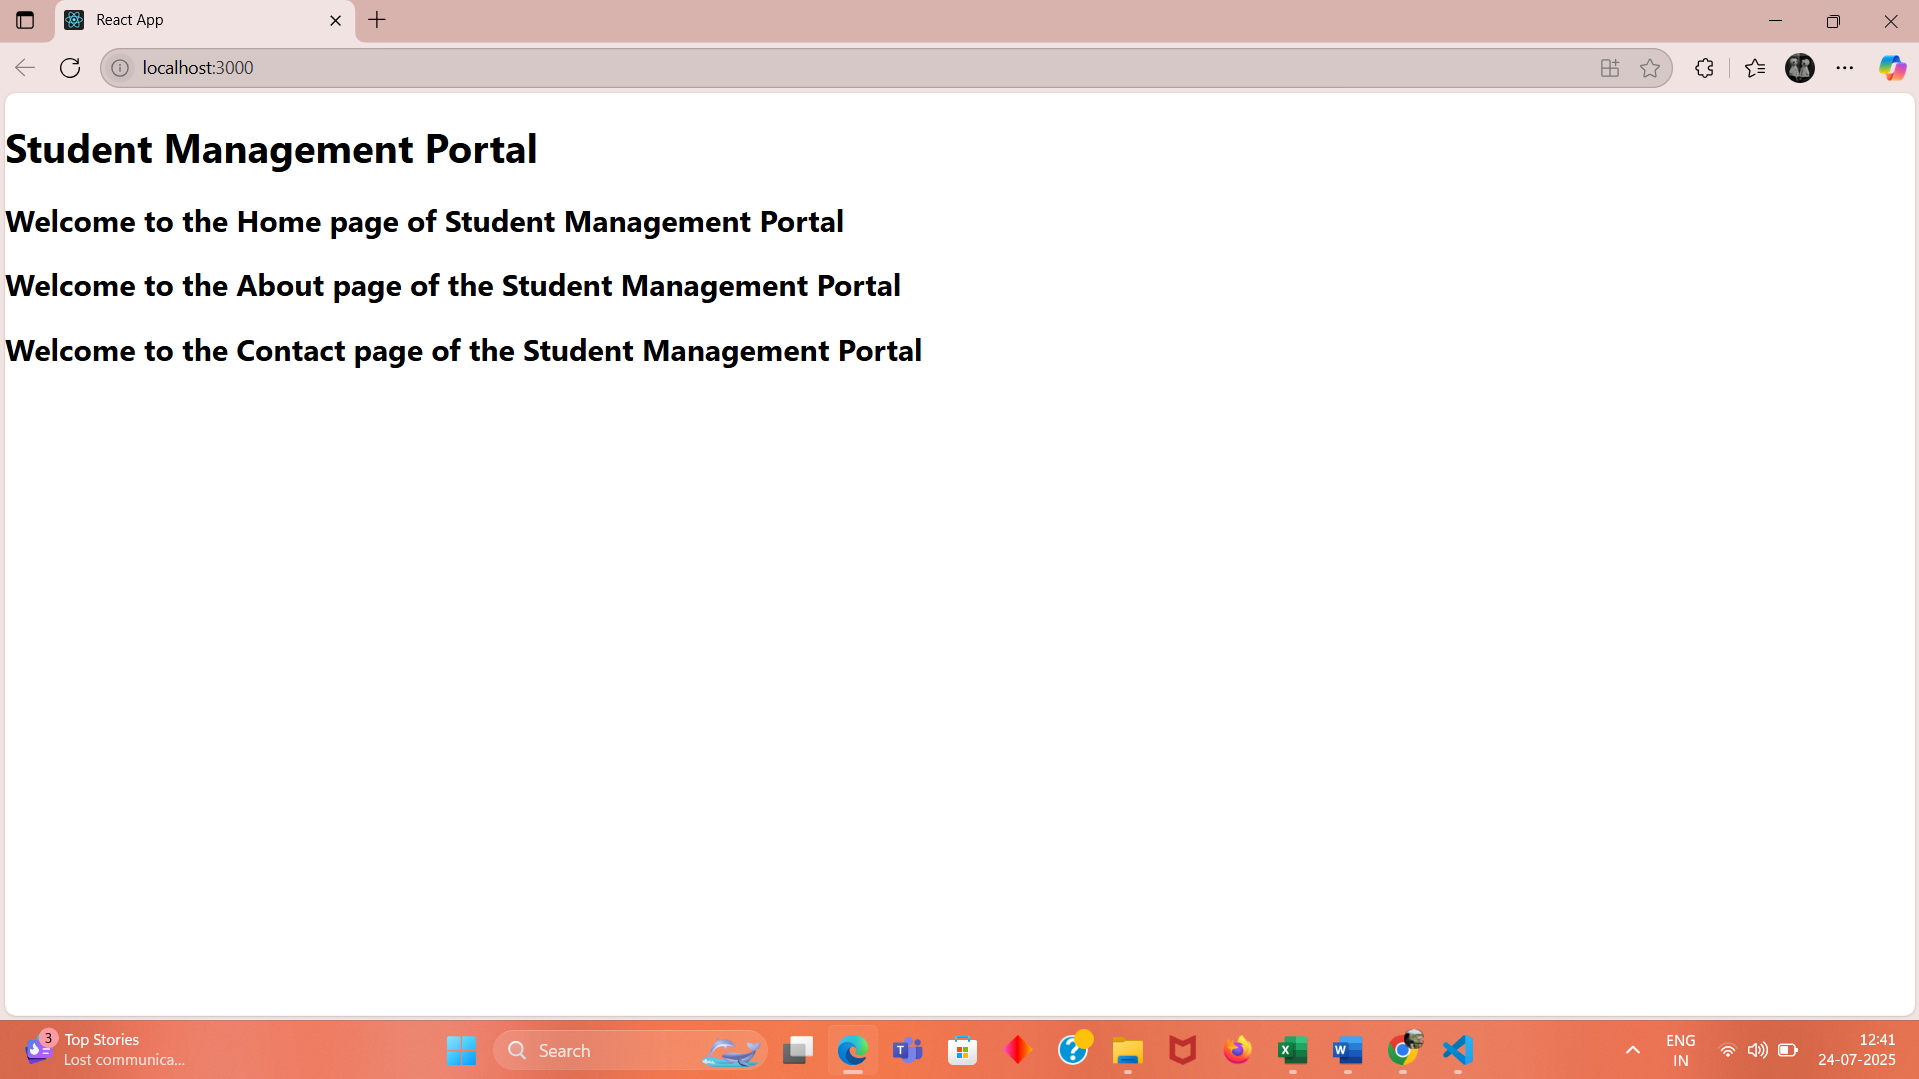 React App
localhost:3000
Student Management Portal
Welcome to the Home page of Student Management Portal
Welcome to the About page of the Student Management Portal
Welcome to the Contact page of the Student Management Portal
3
Top Stories
Lost communica...
Search
ENG
IN
12:41
24-07-2025